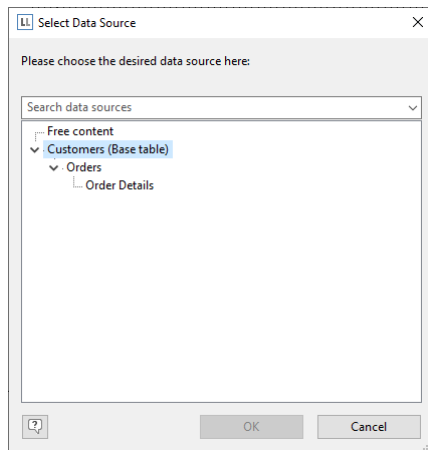 LL Select Data Source
Please choose the desired data source here:
Search data sources
Free content
Customers (Base table)
Orders
Order Details
?
OK
Cancel